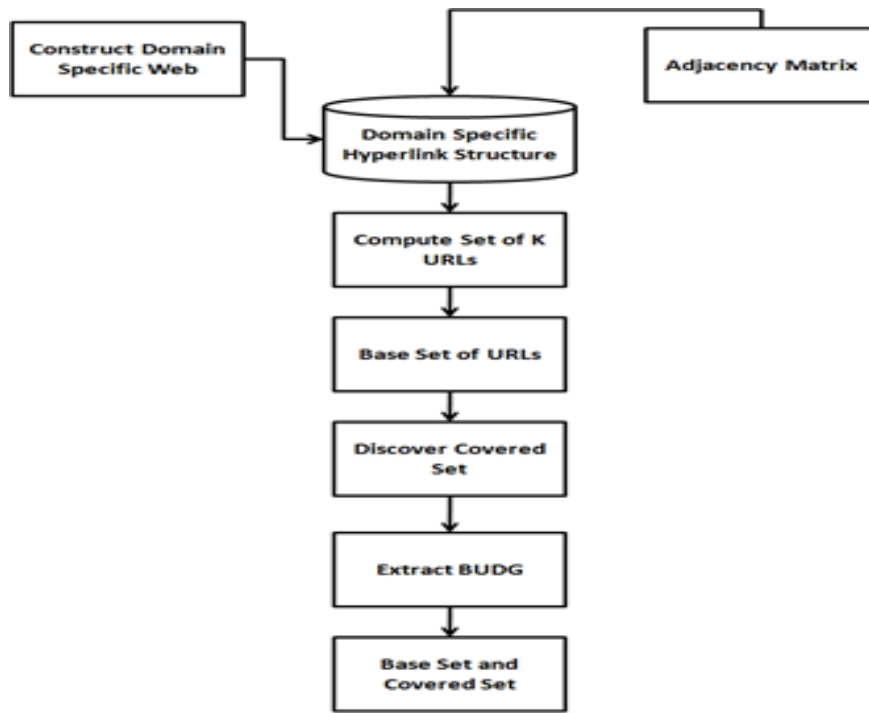 Construct Domain
Specific Web
Adjacency Matrix
Domain Specific
Hyperlink Structure
Compute Set of K
URLs
Base Set of URLs
Discover Covered
Set
Extract BUDG
Base Set and
Covered Set